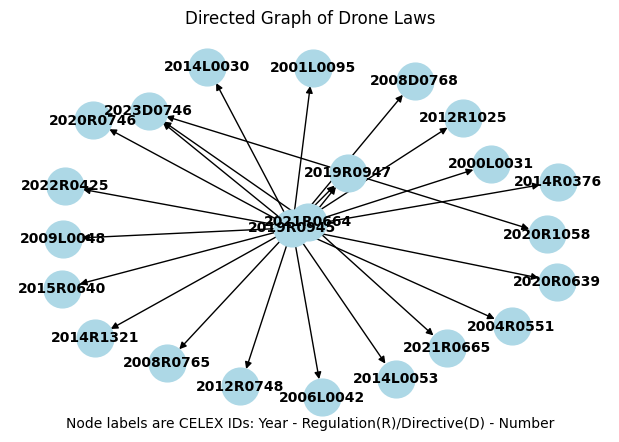 Directed Graph of Drone Laws
2014L0030
2001L0095
2008D0768
2023D0746
2020R0746
2012R1025
2000L0031
2019R0947
2014R0376
2022R0425
2021R0664
2019R0945
2020R1058
2009L0048
2020R0639
2015R0640
2004R0551
2014R1321
2021R0665
2008R0765
2014L0053
2012R0748
2006L0042
Node labels are CELEX IDs: Year - Regulation(R)/Directive(D) - Number